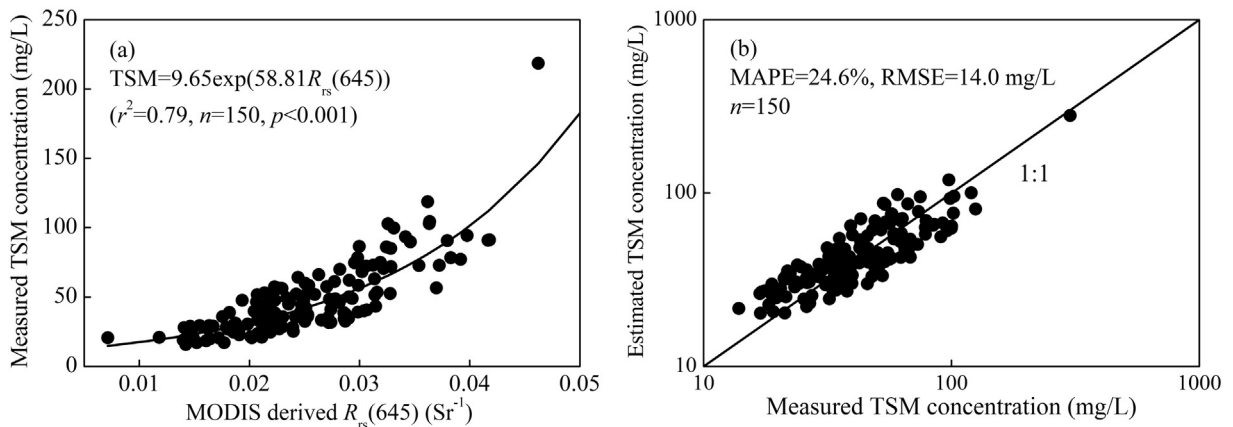 (a)
TSM=9.65exp(58.81Rrs(645))
(r²=0.79, n=150, p<0.001)
Measured TSM concentration (mg/L)
250
200
150
100
50
0
0.01 0.02 0.03 0.04 0.05
MODIS derived Rrs(645) (Sr⁻¹)
(b)
MAPE=24.6%, RMSE=14.0 mg/L
n=150
1:1
Estimated TSM concentration (mg/L)
1000
100
10
10 100 1000
Measured TSM concentration (mg/L)